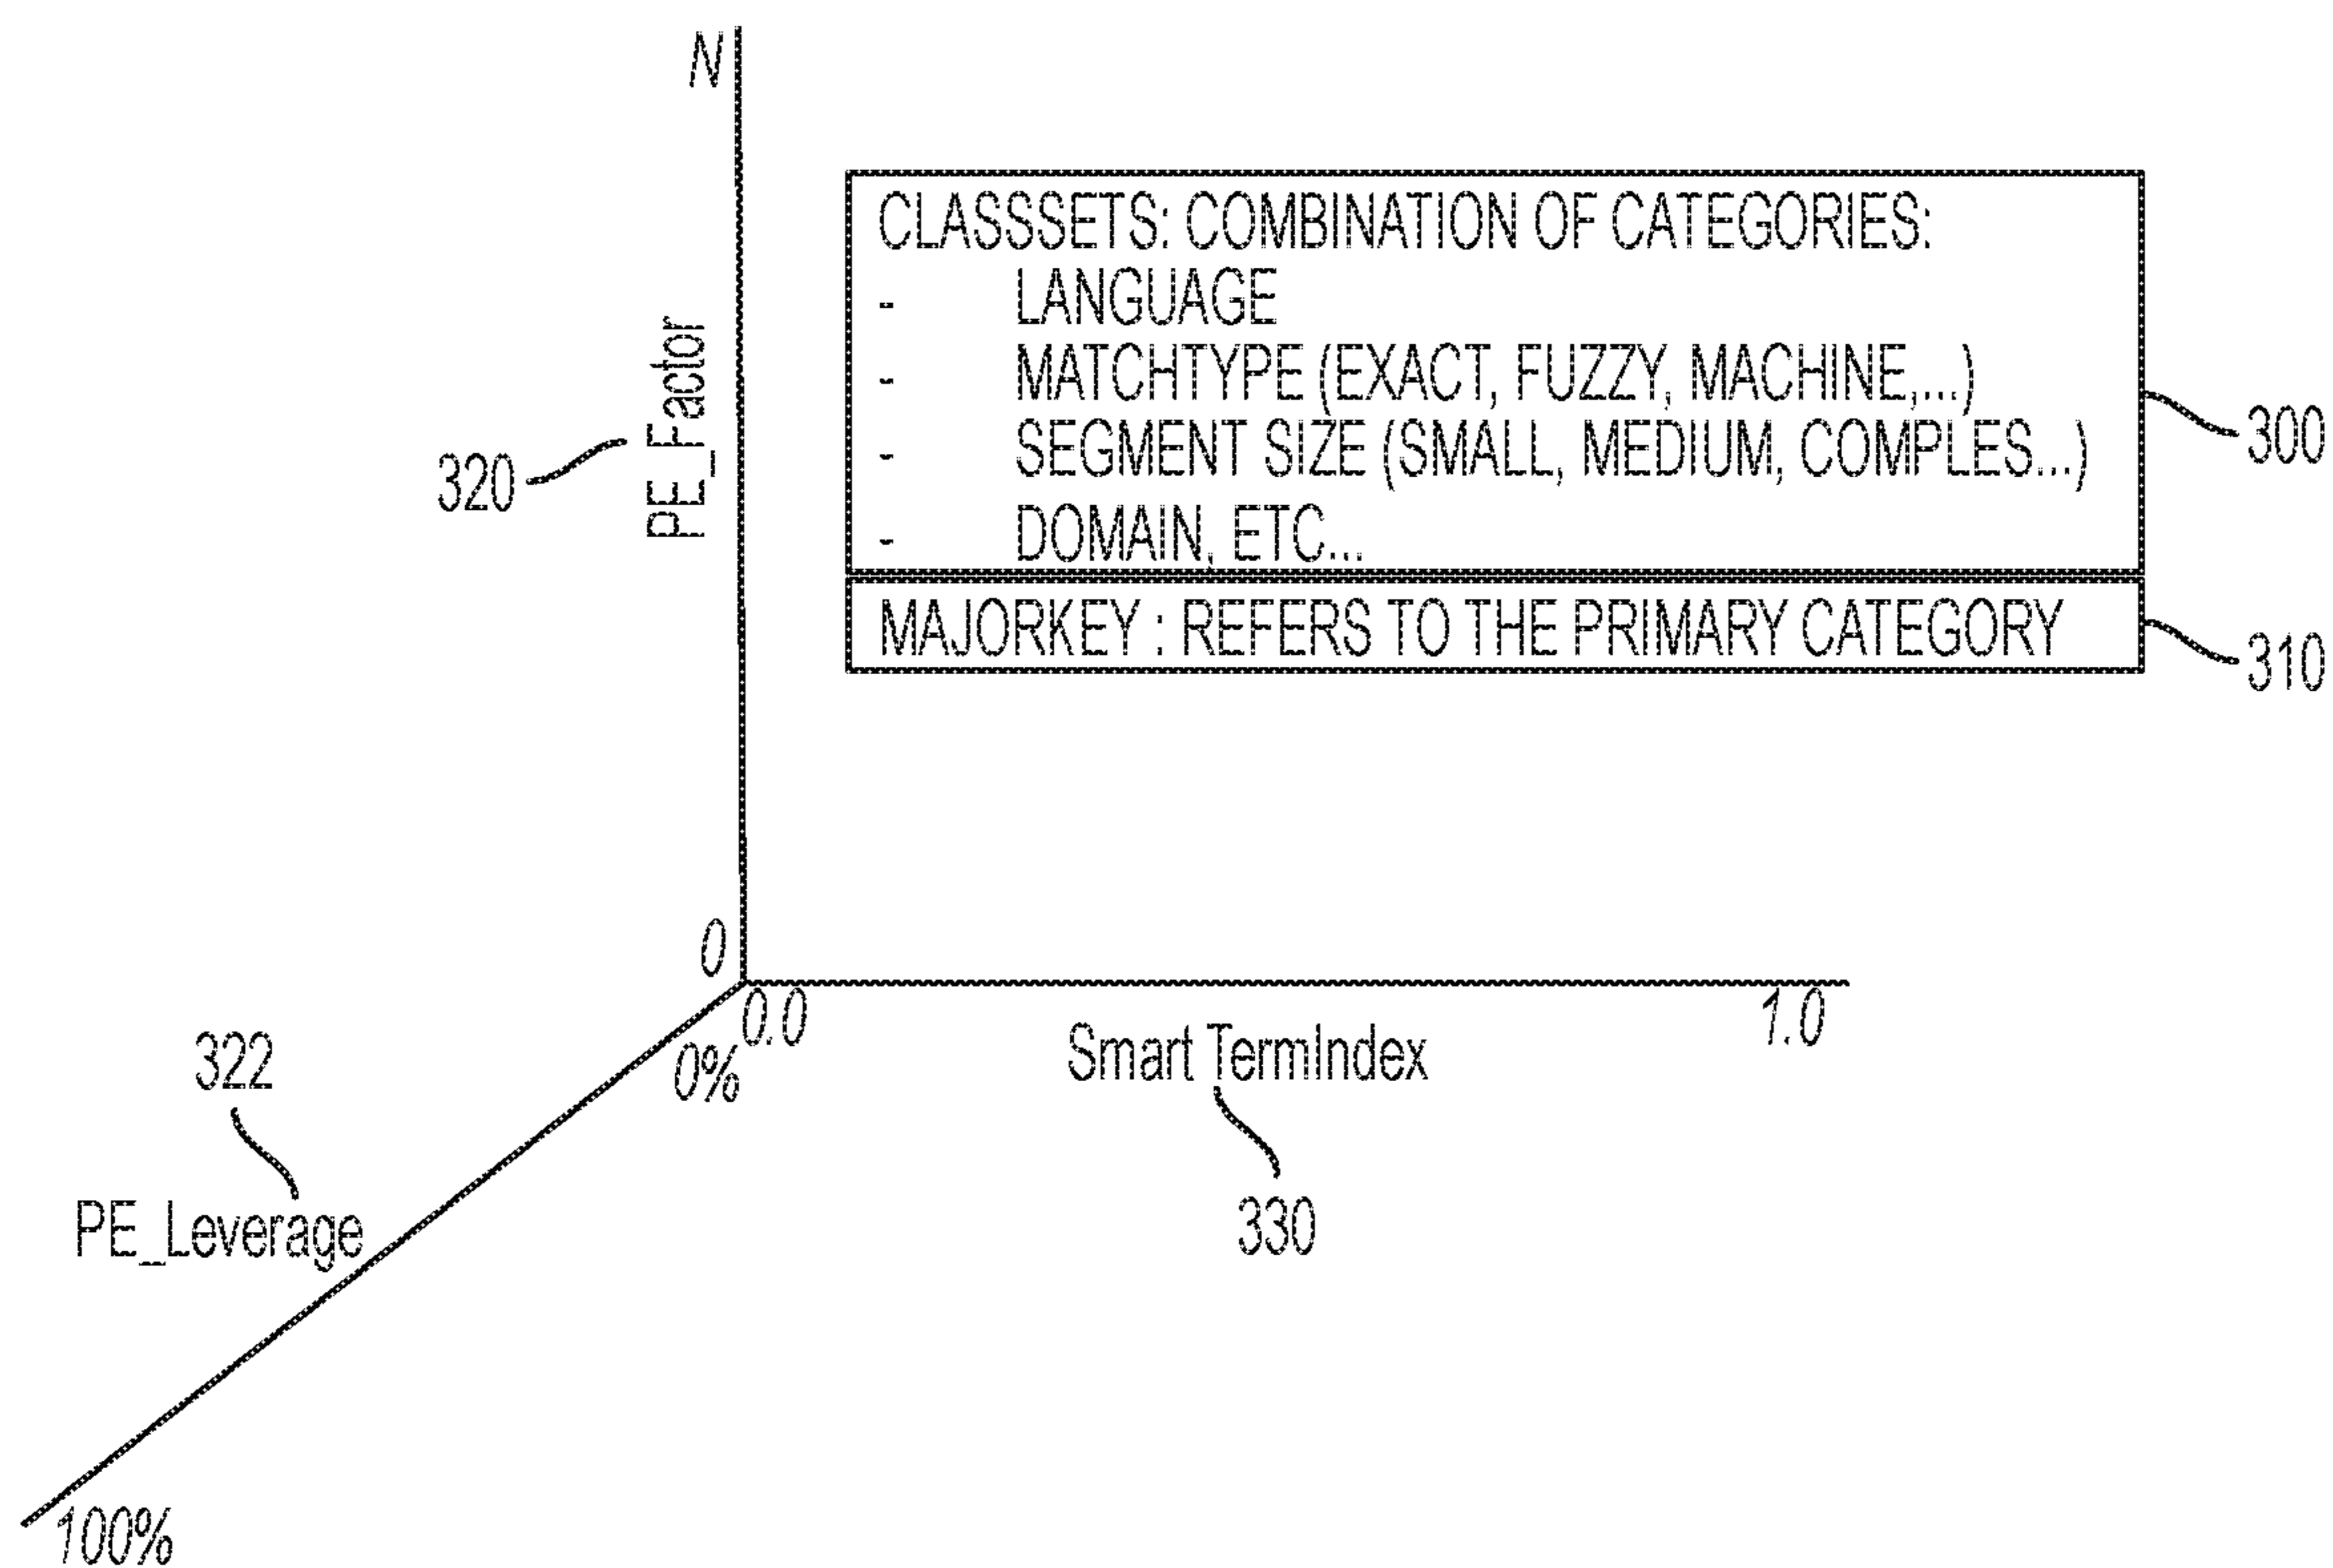 N
CLASSSETS: COMBINATION OF CATEGORIES:
- LANGUAGE
- MATCHTYPE (EXACT, FUZZY, MACHINE,...)
- SEGMENT SIZE (SMALL, MEDIUM, COMPLES...)
- DOMAIN, ETC...
300
MAJORKEY : REFERS TO THE PRIMARY CATEGORY
310
PE_Factor
320
0
0.0
1.0
0%
Smart TermIndex
330
322
PE_Leverage
100%